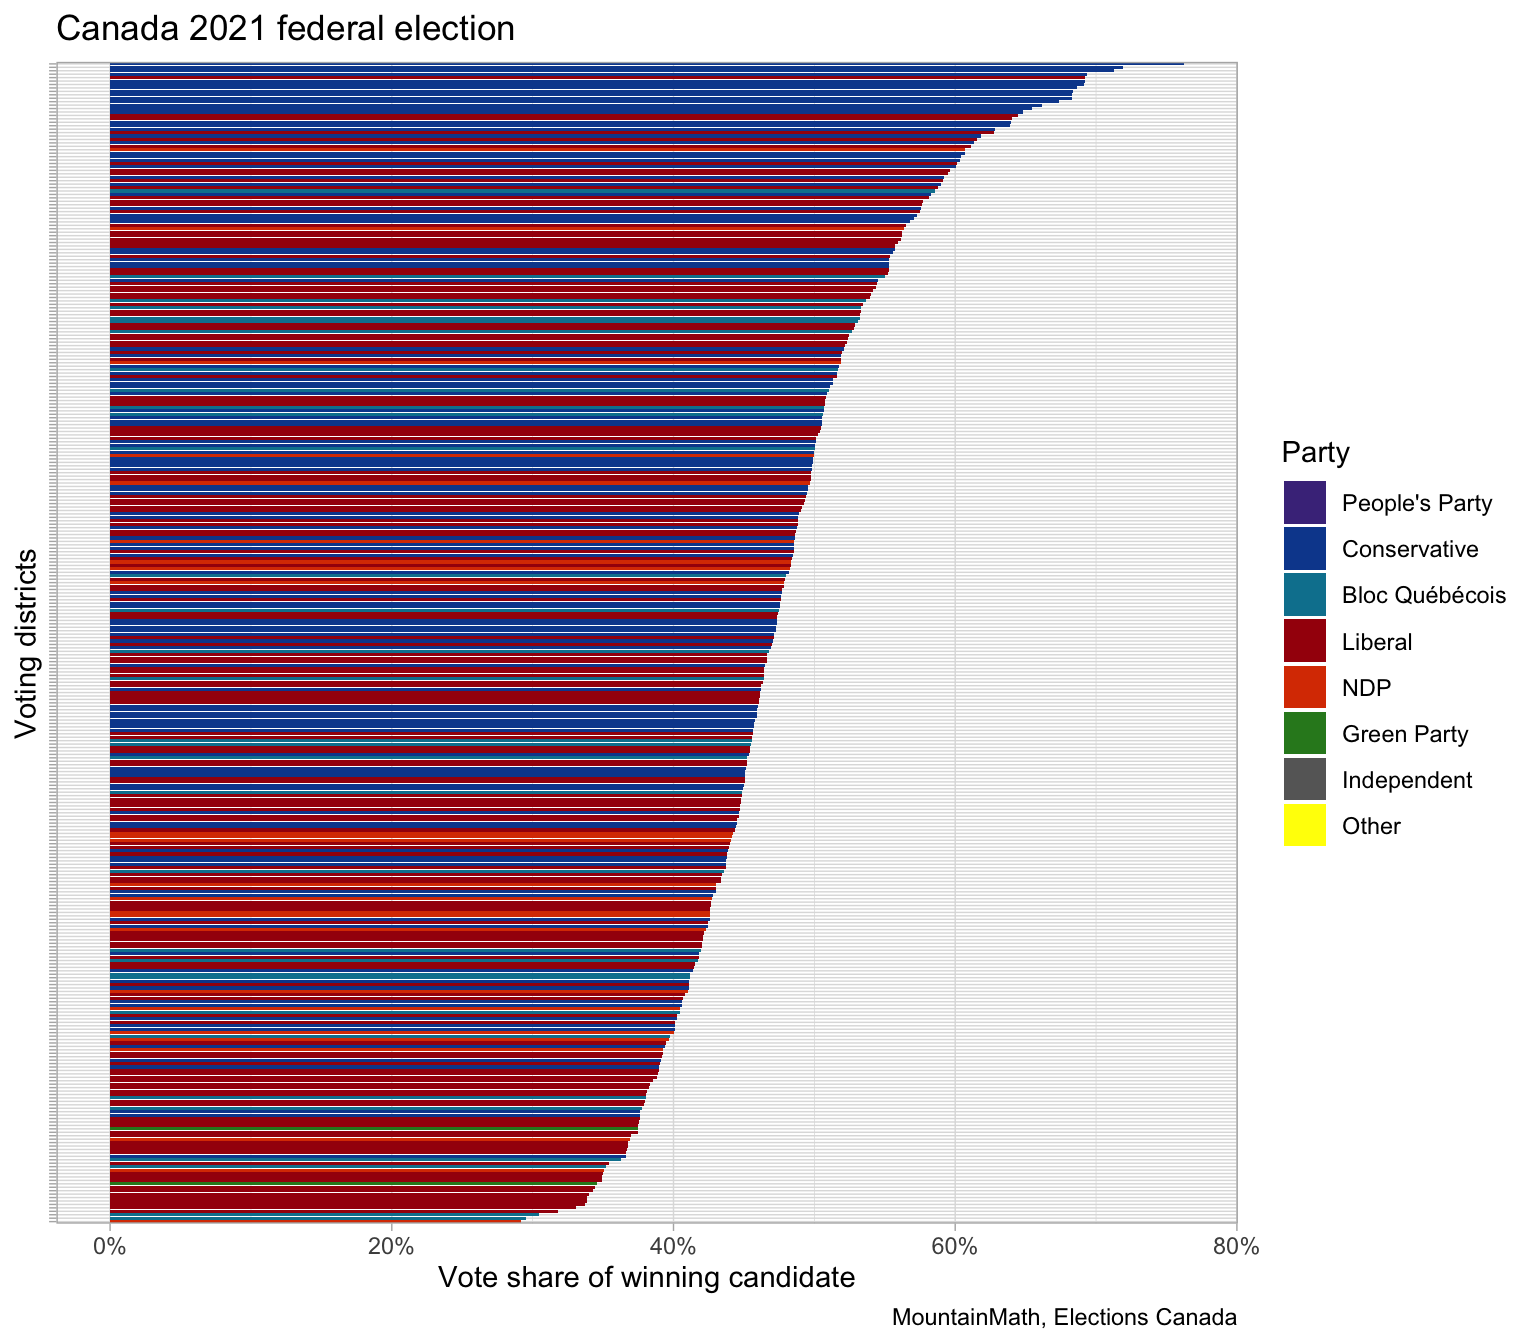 Canada 2021 federal election
Voting districts
Party
People's Party
Conservative
Bloc Québécois
Liberal
NDP
Green Party
Independent
Other
0%
20%
40%
60%
80%
Vote share of winning candidate
MountainMath, Elections Canada